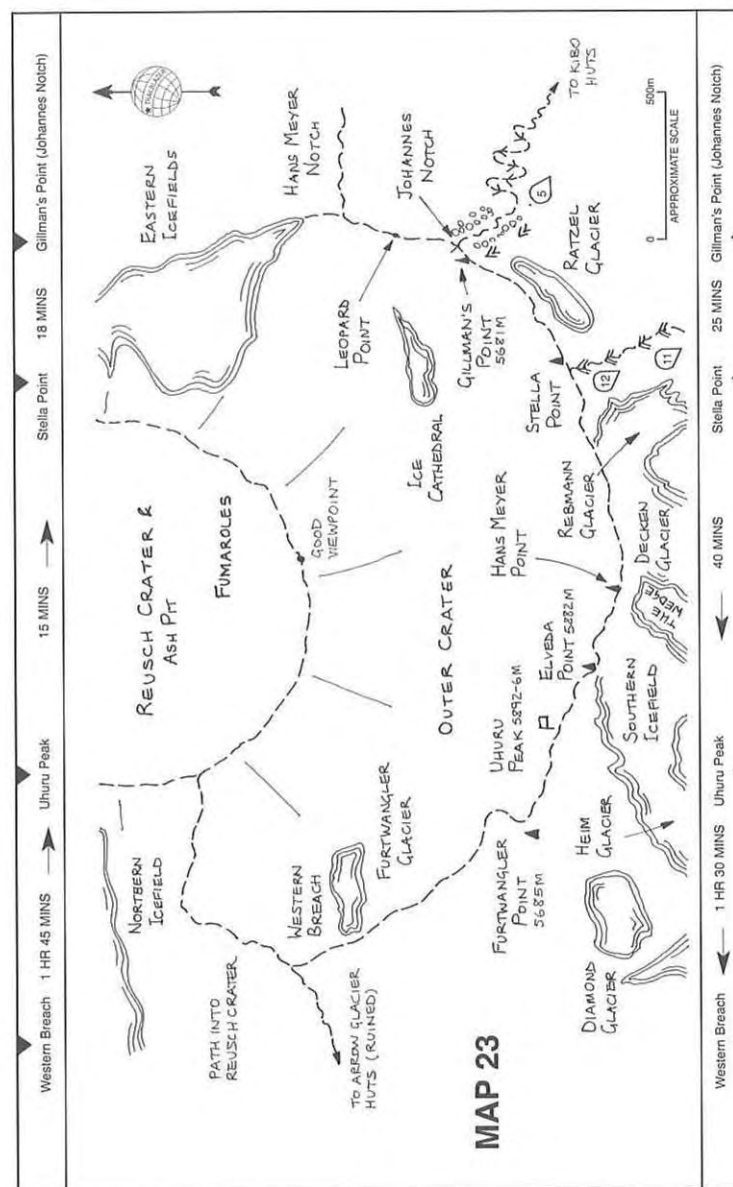 Western Breach 1 HR 45 MINS Uhuru Peak 15 MINS Stella Point 18 MINS Gillman's Point (Johannes Notch)
★TRAILBLAZER
EASTERN ICEFIELDS
HANS MEYER
NOTCH
REUSCH CRATER &
ASH PIT
FUMAROLES
GOOD
VIEWPOINT
NORTHERN
ICEFIELD
PATH INTO
REUSCH CRATER
LEOPARD
POINT
JOHANNES
NOTCH
TO KIBO
HUTS
5
ICE
CATHEDRAL
GILLMAN'S
POINT
5681M
RATZEL
GLACIER
WESTERN
BREACH
FURTWANGLER
GLACIER
OUTER CRATER
TO ARROW GLACIER
HUTS (RUINED)
STELLA
POINT
12
11
HANS MEYER
POINT
REBMANN
GLACIER
DECKEN
GLACIER
THE
WEDGE
ELVEDA
POINT 5882M
UHURU
PEAK 5892-6M
FURTWANGLER
POINT
5685M
SOUTHERN
ICEFIELD
HEIM
GLACIER
DIAMOND
GLACIER
MAP 23
0 500m
APPROXIMATE SCALE
Western Breach 1 HR 30 MINS Uhuru Peak 40 MINS Stella Point 25 MINS Gillman's Point (Johannes Notch)